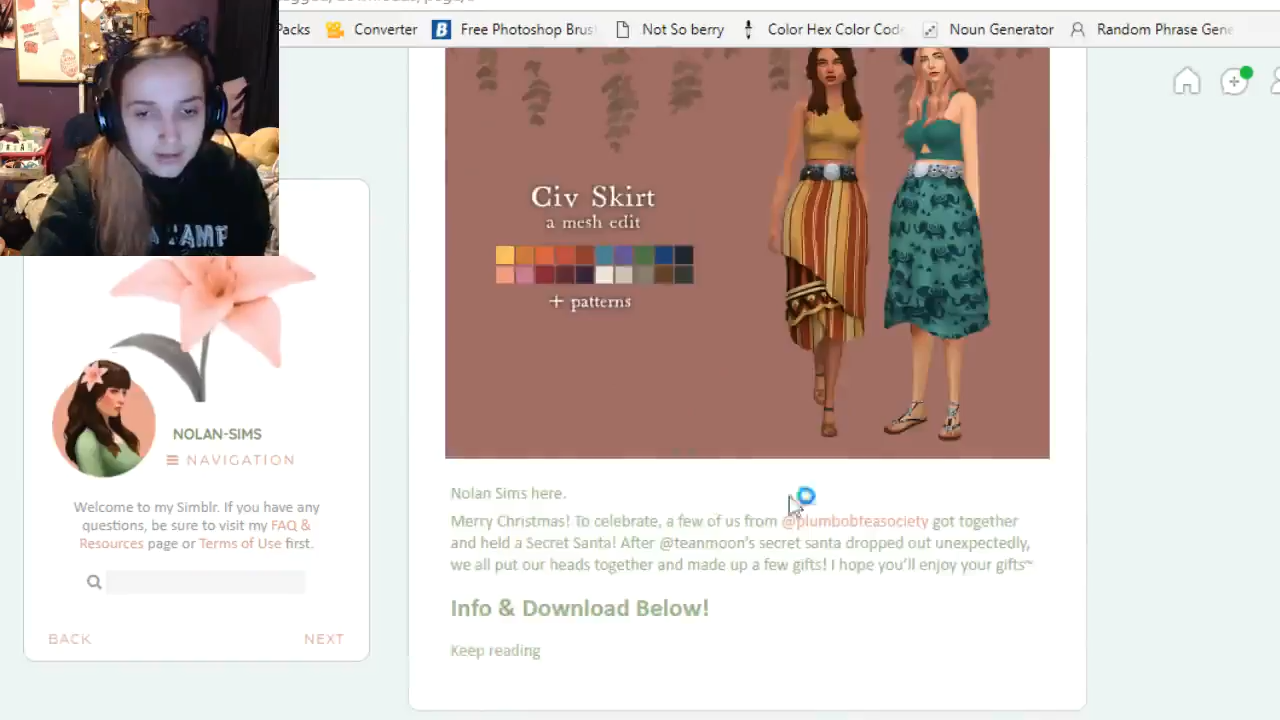 Packs
Converter
Free Photoshop Brus
Not So berry
Color Hex Color Code
Noun Generator
Random Phrase Gene
CAMP
Civ Skirt
a mesh edit
+ patterns
NOLAN-SIMS
NAVIGATION
Welcome to my Simblr. If you have any
questions, be sure to visit my FAQ &
Resources page or Terms of Use first.
BACK
NEXT
Nolan Sims here.
Merry Christmas! To celebrate, a few of us from @plumbobteasociety got together
and held a Secret Santa! After @teanmoon's secret santa dropped out unexpectedly,
we all put our heads together and made up a few gifts! I hope you'll enjoy your gifts~
Info & Download Below!
Keep reading